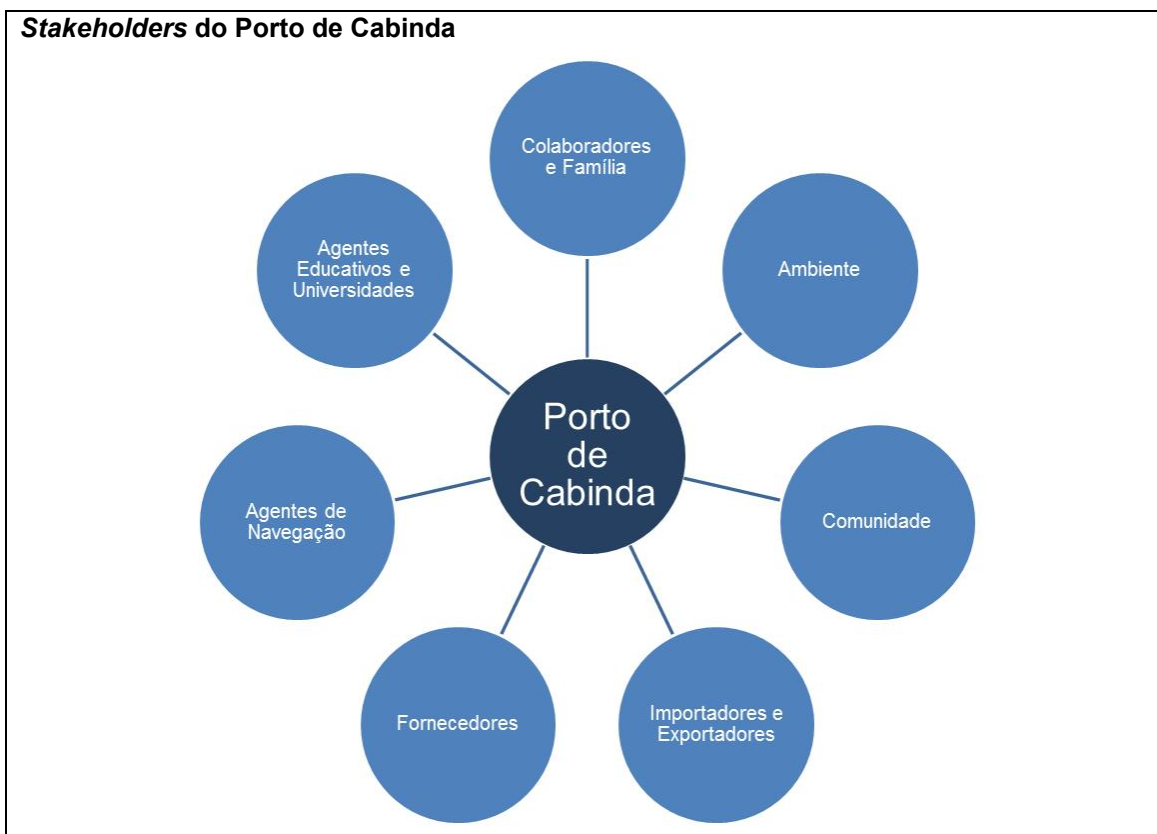 Stakeholders do Porto de Cabinda
Colaboradores
e Família
Ambiente
Comunidade
Importadores e
Exportadores
Fornecedores
Agentes de
Navegação
Agentes
Educativos e
Universidades
Porto
de
Cabinda